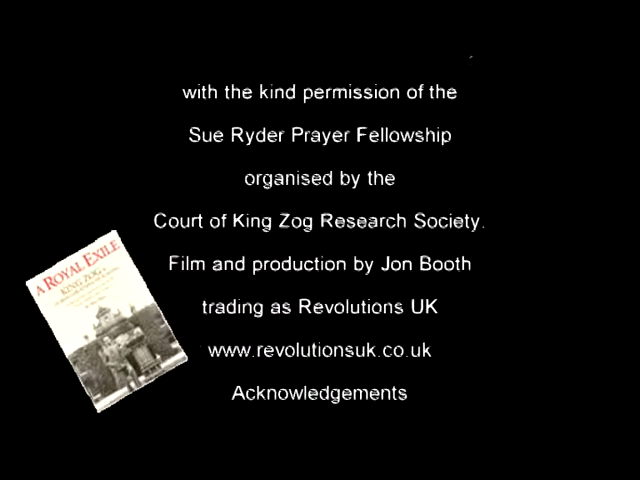 with the kind permission of the
Sue Ryder Prayer Fellowship
organised by the
Court of King Zog Research Society.
Film and production by Jon Booth
trading as Revolutions UK
www.revolutionsuk.co.uk
Acknowledgements
A ROYAL EXILE
KING ZOG